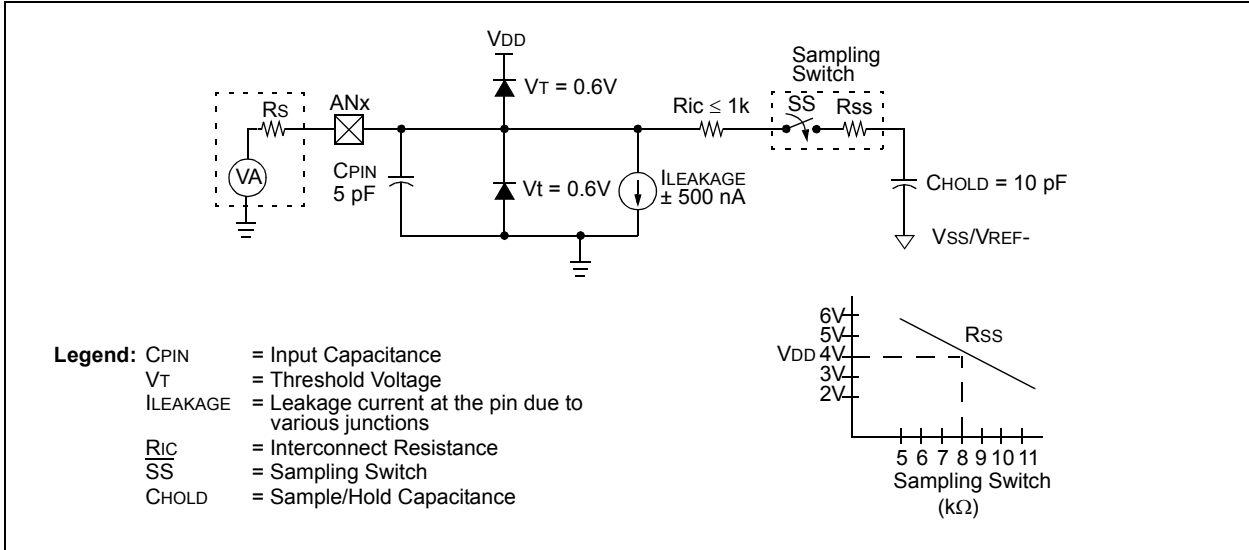 VDD
Sampling
Switch
VT = 0.6V
RS
ANx
Ric ≤ 1k
SS
Rss
VA
CPIN
5 pF
Vt = 0.6V
ILEAKAGE
± 500 nA
CHOLD = 10 pF
VSS/VREF-
Legend: CPIN = Input Capacitance
VT = Threshold Voltage
ILEAKAGE = Leakage current at the pin due to
various junctions
RIC = Interconnect Resistance
SS = Sampling Switch
CHOLD = Sample/Hold Capacitance
6V
5V
VDD 4V
3V
2V
RSS
5 6 7 8 9 10 11
Sampling Switch
(kΩ)